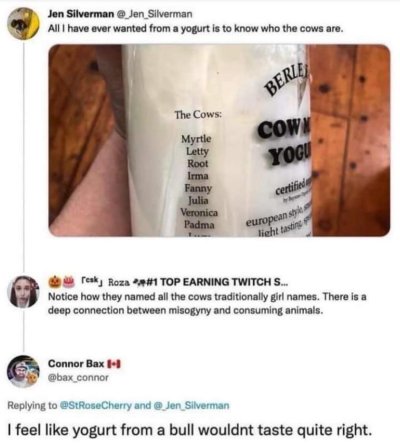 Jen Silverman @Jen_Silverman
All I have ever wanted from a yogurt is to know who the cows are.
The Cows:
Myrtle
Letty
Root
Irma
Fanny
Julia
Veronica
Padma
BERLE
COW
YOGU
certified
european style,
light tasting,
Roza #1 TOP EARNING TWITCH S...
Notice how they named all the cows traditionally girl names. There is a
deep connection between misogyny and consuming animals.
Connor Bax
@bax_connor
Replying to @StRoseCherry and @Jen_Silverman
I feel like yogurt from a bull wouldnt taste quite right.